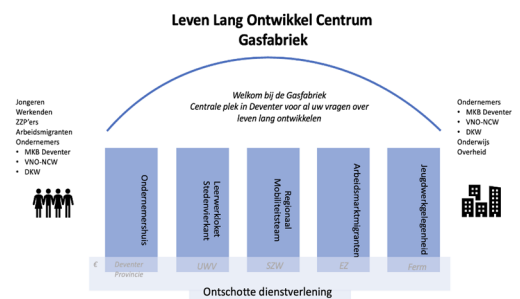 Leven Lang Ontwikkel Centrum
Gasfabriek
Welkom bij de Gasfabriek
Centrale plek in Deventer voor al uw vragen over
leven lang ontwikkelen
Jongeren
Werkenden
ZZP'ers
Arbeidsmigranten
Ondernemers
• MKB Deventer
• VNO-NCW
• DKW
Ondernemers
• MKB Deventer
• VNO-NCW
• DKW
Onderwijs
Overheid
Ondernemershuis
Leerwerkloket
Stedenvierkant
Regionaal
Mobiliteitsteam
Arbeidsmarktmigranten
Jeugdwerkgelegenheid
€
Deventer
Provincie
UWV
SZW
EZ
Ferm
Ontschotte dienstverlening